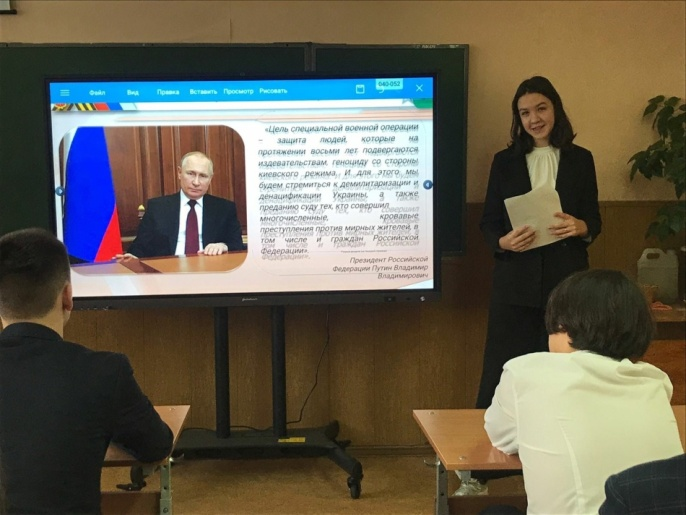 Файл Вид Правка Вставить Просмотр Рисовать
940-052
«Цель специальной военной операции
– защита людей, которые на
протяжении восьми лет подвергаются
издевательствам, геноциду со стороны
киевского режима. И для этого мы
будем стремиться к демилитаризации и
денацификации Украины, а также
преданию суду тех, кто совершил
многочисленные, кровавые
преступления против мирных жителей, в
том числе и граждан Российской
Федерации»
Президент Российской
Федерации Путин Владимир
Владимирович